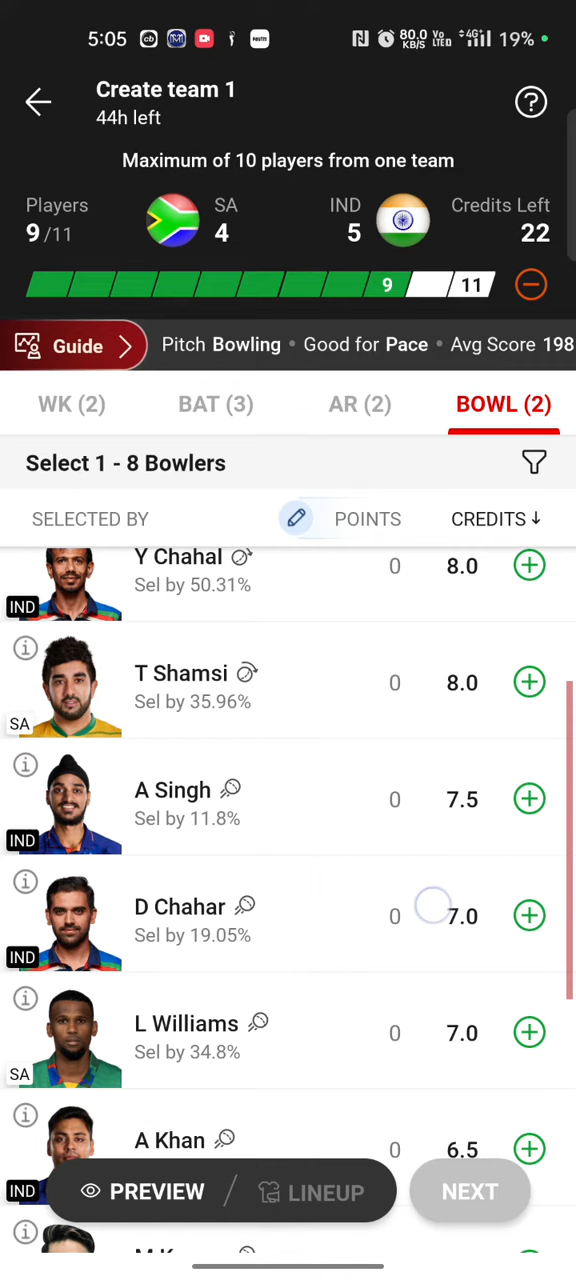 5:05 80.0 KB/S Vo LTED 4G 19%
Create team 1
44h left
Maximum of 10 players from one team
Players SA IND Credits Left
9/11 4 5 22
9 11
Guide Pitch Bowling • Good for Pace • Avg Score 198
WK (2) BAT (3) AR (2) BOWL (2)
Select 1 - 8 Bowlers
SELECTED BY POINTS CREDITS ↓
Y Chahal 0 8.0
Sel by 50.31%
IND
T Shamsi 0 8.0
Sel by 35.96%
SA
A Singh 0 7.5
Sel by 11.8%
IND
D Chahar 0 7.0
Sel by 19.05%
IND
L Williams 0 7.0
Sel by 34.8%
SA
A Khan 0 6.5
IND
PREVIEW / LINEUP NEXT